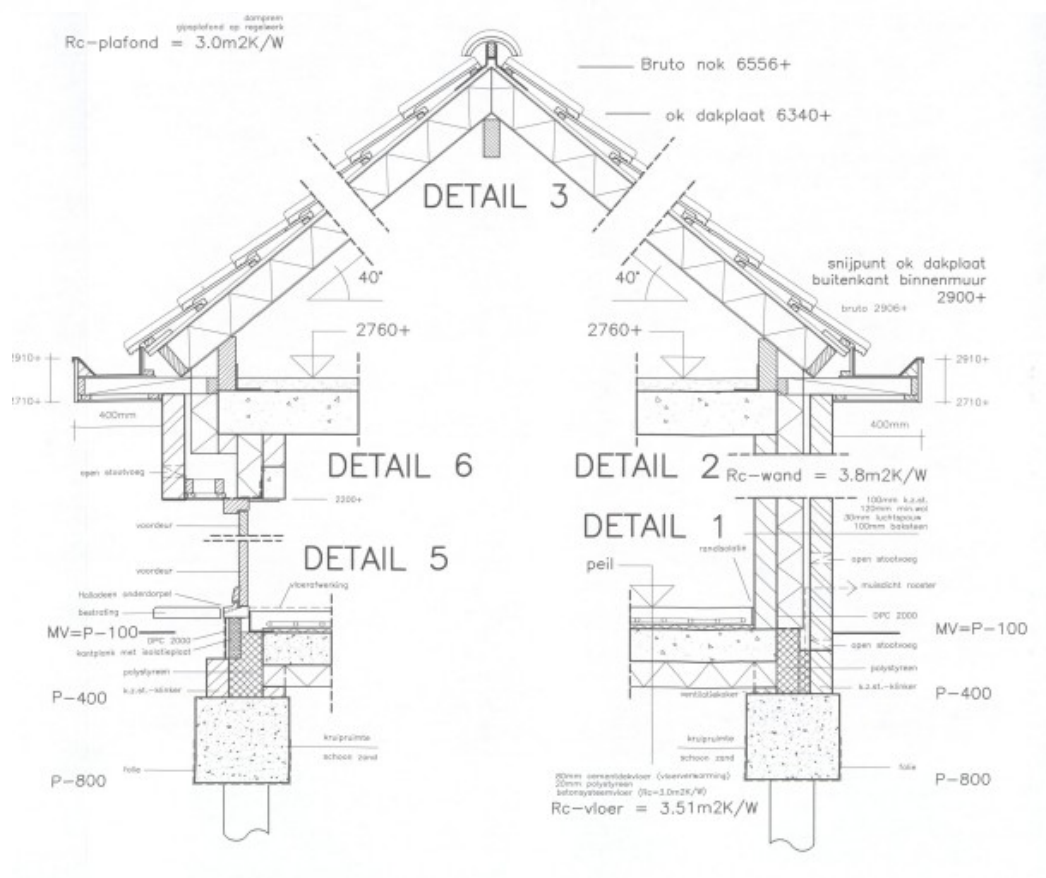 damprem
gipsplafond op regelwerk
Rc-plafond = 3.0m2K/W
Bruto nok 6556+
ok dakplaat 6340+
DETAIL 3
40°
40°
snijpunt ok dakplaat
buitenkant binnenmuur
2900+
bruto 2906+
2760+
2760+
2910+
2710+
400mm
2910+
2710+
400mm
open stootvoeg
DETAIL 6
2200+
DETAIL 2
Rc-wand = 3.8m2K/W
100mm k.z.st.
120mm min.wol
30mm luchtspouw
100mm baksteen
voordeur
voordeur
DETAIL 5
DETAIL 1
randisolatie
peil
open stootvoeg
muisdicht rooster
DPC 2000
Hallodeen onderdorpel
vloerafwerking
bestrating
MV=P-100
DPC 2000
kantplank met isolatieplaat
polystyreen
k.z.st.-klinker
P-400
MV=P-100
open stootvoeg
polystyreen
k.z.st.-klinker
P-400
ventilatiekoker
kruipruimte
schoon zand
folie
P-800
kruipruimte
schoon zand
folie
P-800
80mm cementdekvloer (vloerverwarming)
20mm polystyreen
betonsysteemvloer (Rc=3.0m2K/W)
Rc-vloer = 3.51m2K/W